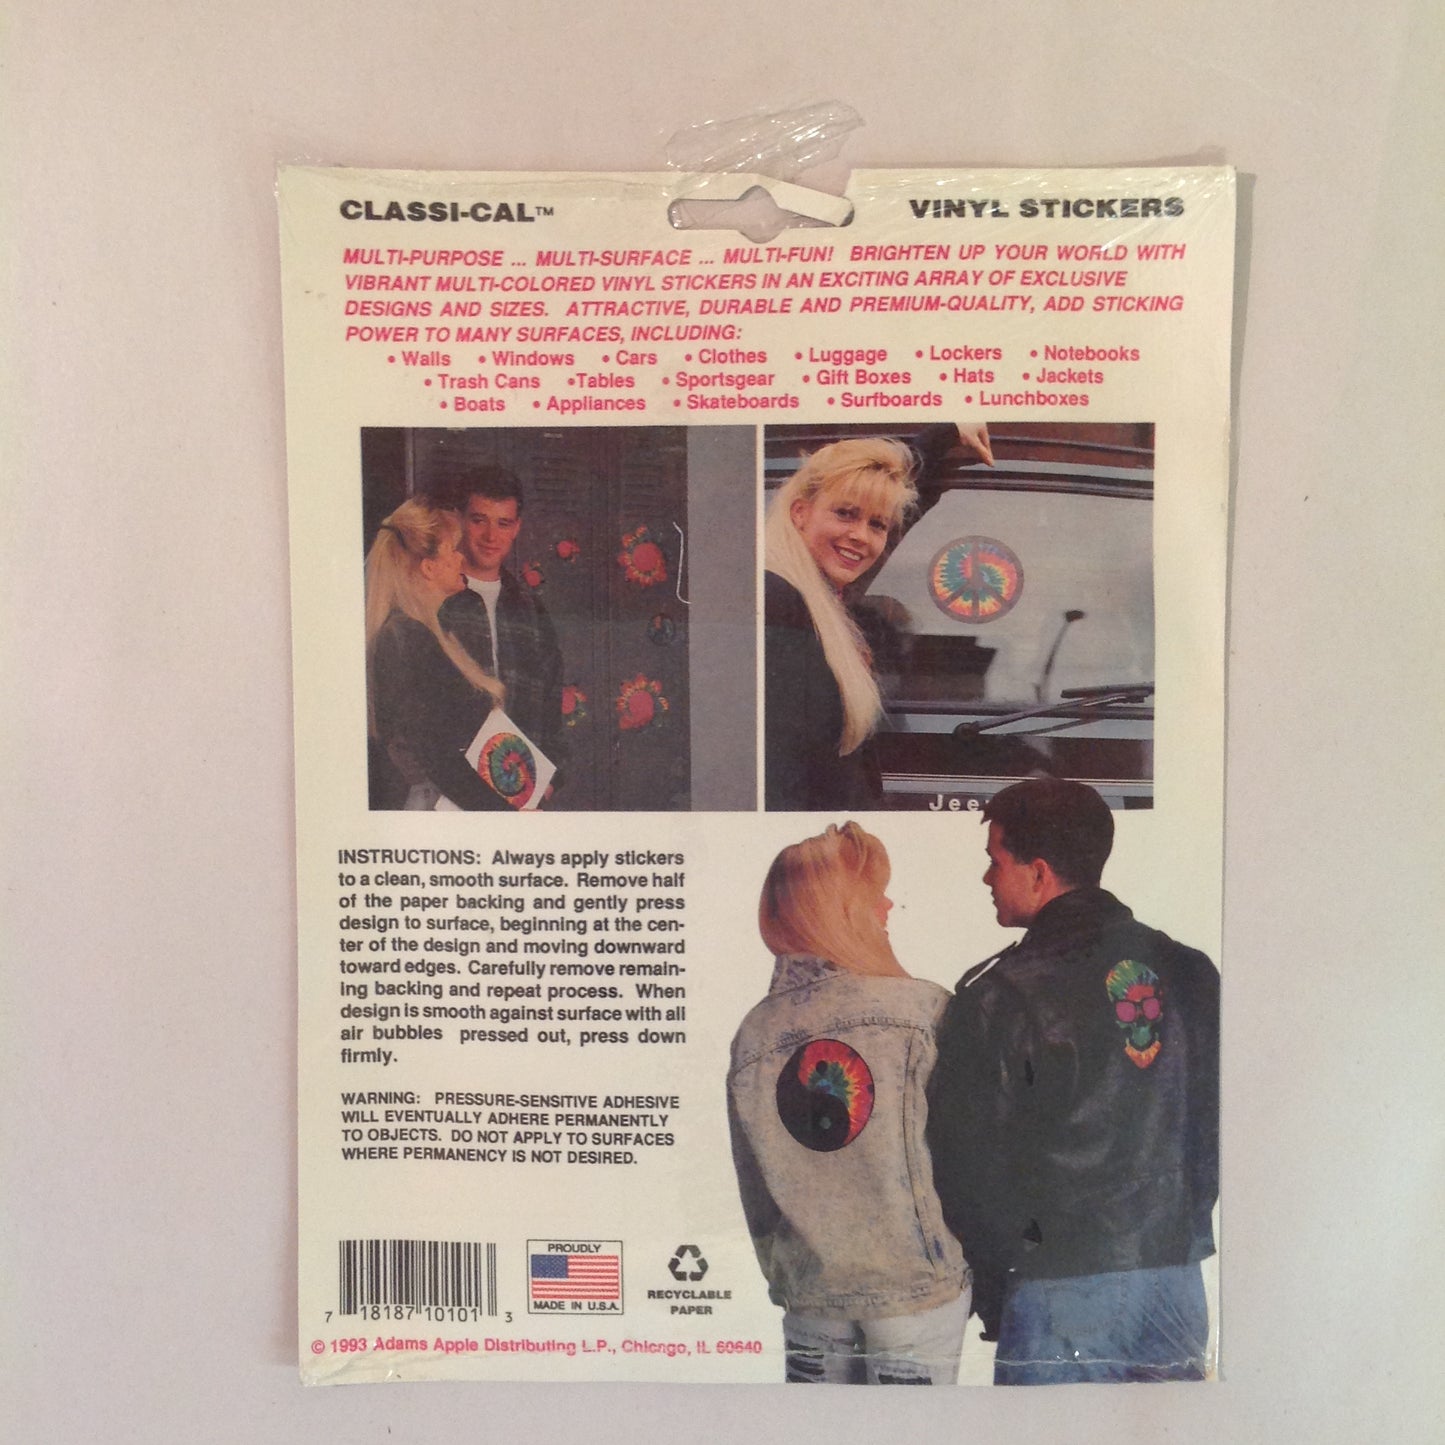 CLASSI-CAL™ VINYL STICKERS
MULTI-PURPOSE ... MULTI-SURFACE ... MULTI-FUN! BRIGHTEN UP YOUR WORLD WITH
VIBRANT MULTI-COLORED VINYL STICKERS IN AN EXCITING ARRAY OF EXCLUSIVE
DESIGNS AND SIZES. ATTRACTIVE, DURABLE AND PREMIUM-QUALITY, ADD STICKING
POWER TO MANY SURFACES, INCLUDING:
• Walls • Windows • Cars • Clothes • Luggage • Lockers • Notebooks
• Trash Cans •Tables • Sportsgear • Gift Boxes • Hats • Jackets
• Boats • Appliances • Skateboards • Surfboards • Lunchboxes
Jee
INSTRUCTIONS: Always apply stickers
to a clean, smooth surface. Remove half
of the paper backing and gently press
design to surface, beginning at the cen-
ter of the design and moving downward
toward edges. Carefully remove remain-
ing backing and repeat process. When
design is smooth against surface with all
air bubbles pressed out, press down
firmly.
WARNING: PRESSURE-SENSITIVE ADHESIVE
WILL EVENTUALLY ADHERE PERMANENTLY
TO OBJECTS. DO NOT APPLY TO SURFACES
WHERE PERMANENCY IS NOT DESIRED.
PROUDLY
MADE IN U.S.A.
RECYCLABLE
PAPER
7 18187 10101 3
© 1993 Adams Apple Distributing L.P., Chicago, IL 60640